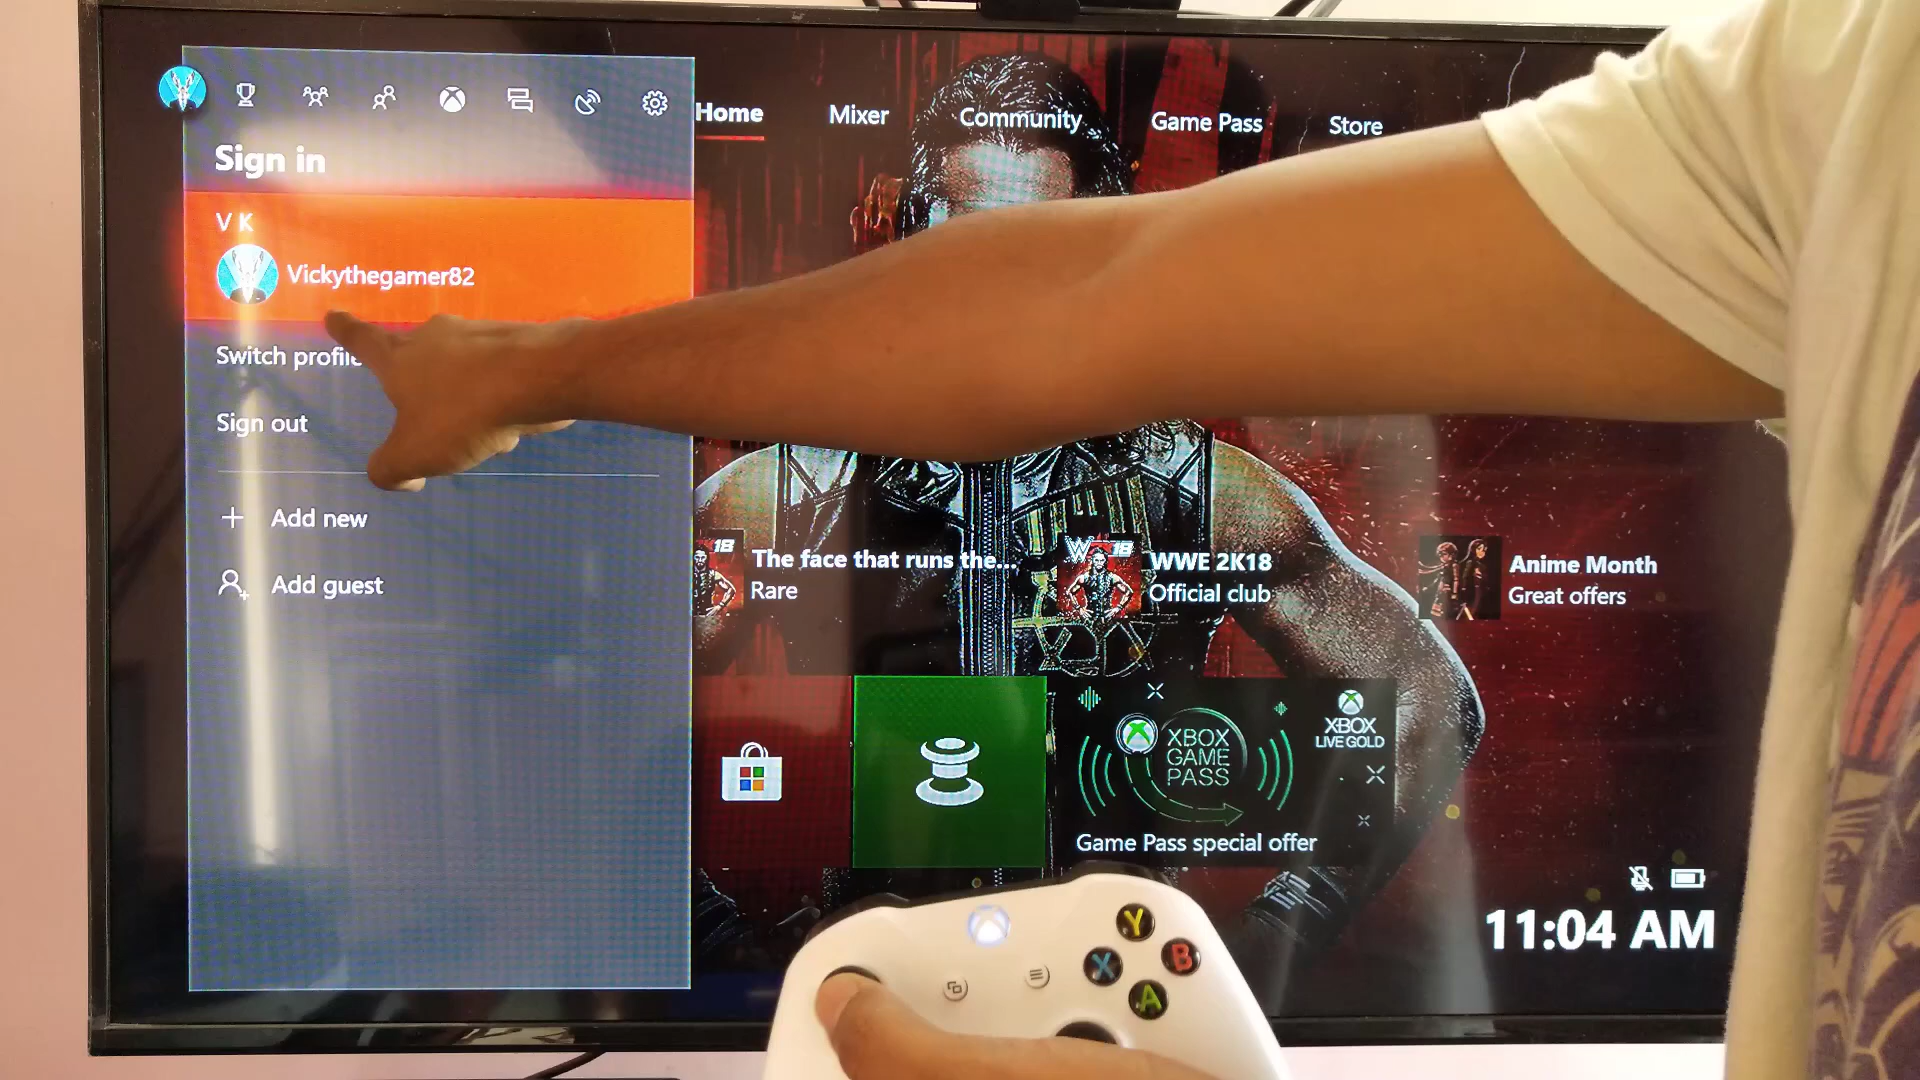 Home
Mixer
Community
Game Pass
Store
Sign in
V K
Vickythegamer82
Switch profile
Sign out
Add new
Add guest
18
The face that runs the...
Rare
W 18
WWE 2K18
Official club
Anime Month
Great offers
XBOX
GAME
PASS
XBOX
LIVE GOLD
Game Pass special offer
11:04 AM
Y
X
B
A